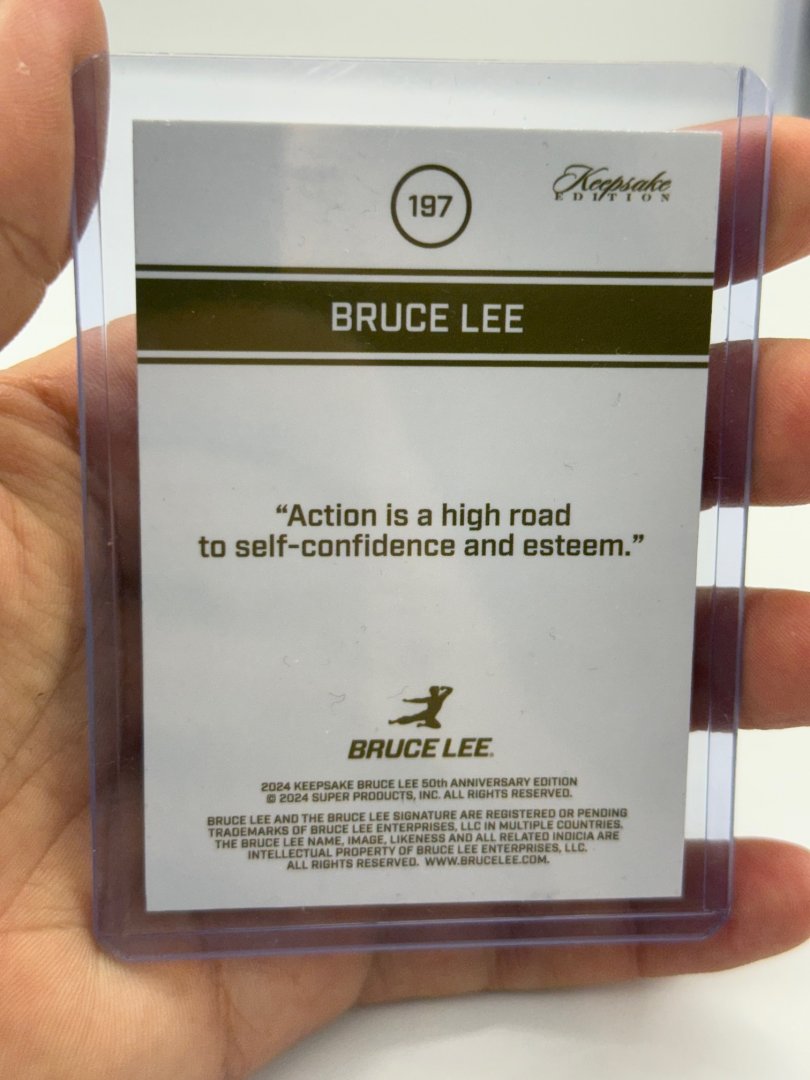 197
Keepsake
EDITION
BRUCE LEE
“Action is a high road
to self-confidence and esteem.”
BRUCE LEE®
2024 KEEPSAKE BRUCE LEE 50th ANNIVERSARY EDITION
© 2024 SUPER PRODUCTS, INC. ALL RIGHTS RESERVED.
BRUCE LEE AND THE BRUCE LEE SIGNATURE ARE REGISTERED OR PENDING
TRADEMARKS OF BRUCE LEE ENTERPRISES, LLC IN MULTIPLE COUNTRIES.
THE BRUCE LEE NAME, IMAGE, LIKENESS AND ALL RELATED INDICIA ARE
INTELLECTUAL PROPERTY OF BRUCE LEE ENTERPRISES, LLC.
ALL RIGHTS RESERVED. WWW.BRUCELEE.COM.